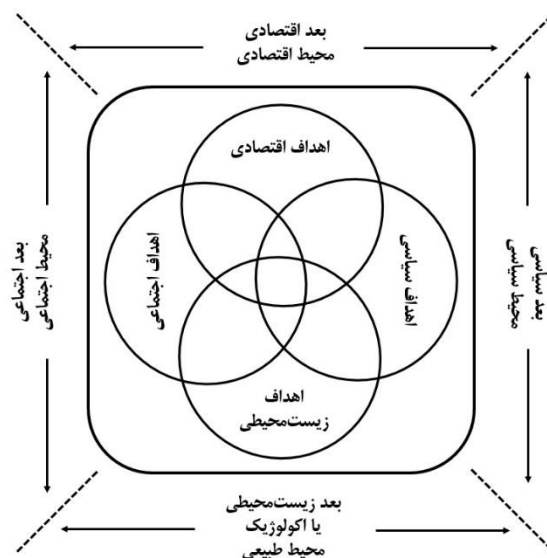 بعد اقتصادی
محیط اقتصادی
اهداف اقتصادی
بعد سیاسی
محیط سیاسی
اهداف سیاسی
اهداف اجتماعی
بعد اجتماعی
محیط اجتماعی
اهداف
زیست‌محیطی
بعد زیست‌محیطی
یا اکولوژیک
محیط طبیعی